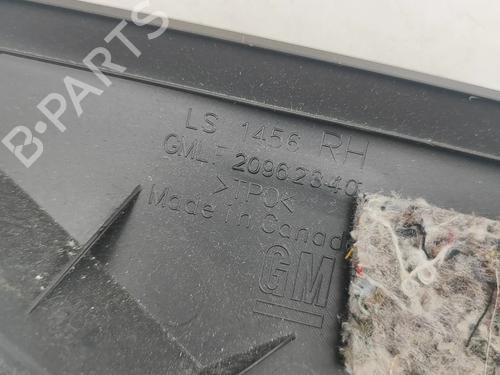 B-PARTS
LS 1456 RH
GMLF 20962640
>TPO<
Made in Canada
GM